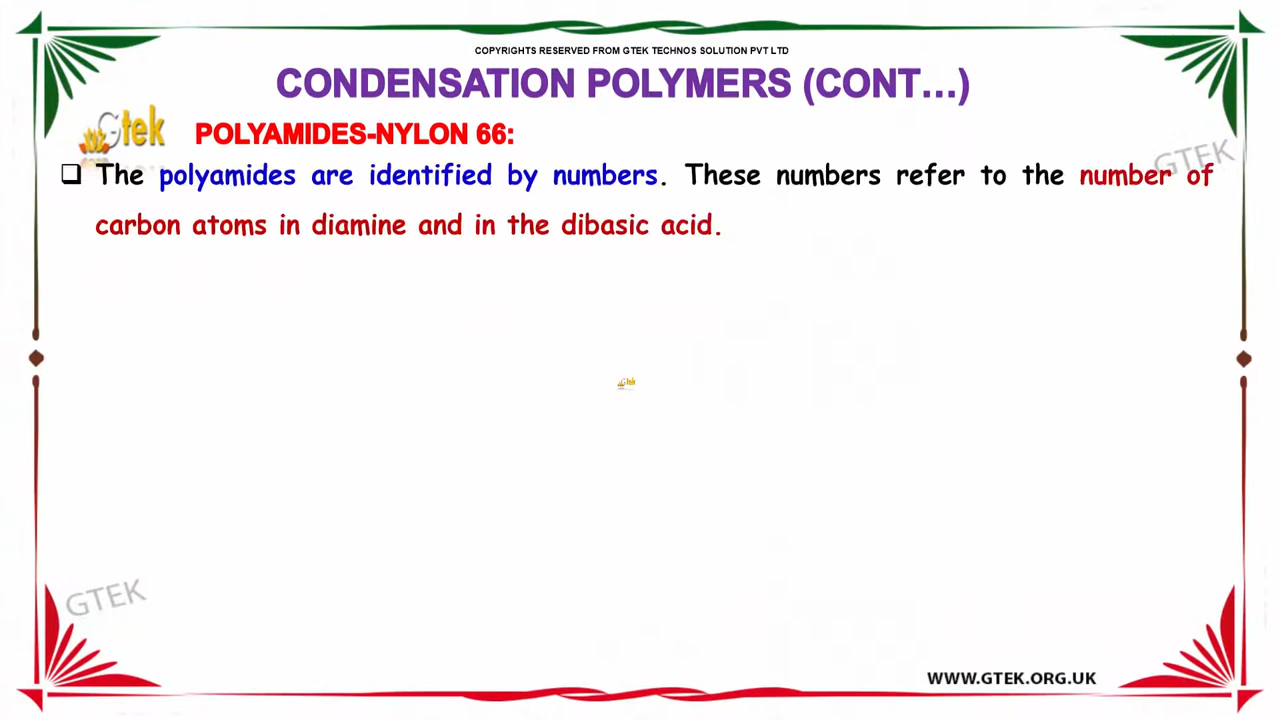 COPYRIGHTS RESERVED FROM GTEK TECHNOS SOLUTION PVT LTD
CONDENSATION POLYMERS (CONT...)
Gtek
POLYAMIDES-NYLON 66:
GTEK
❑ The polyamides are identified by numbers. These numbers refer to the number of
carbon atoms in diamine and in the dibasic acid.
Gtek
GTEK
WWW.GTEK.ORG.UK